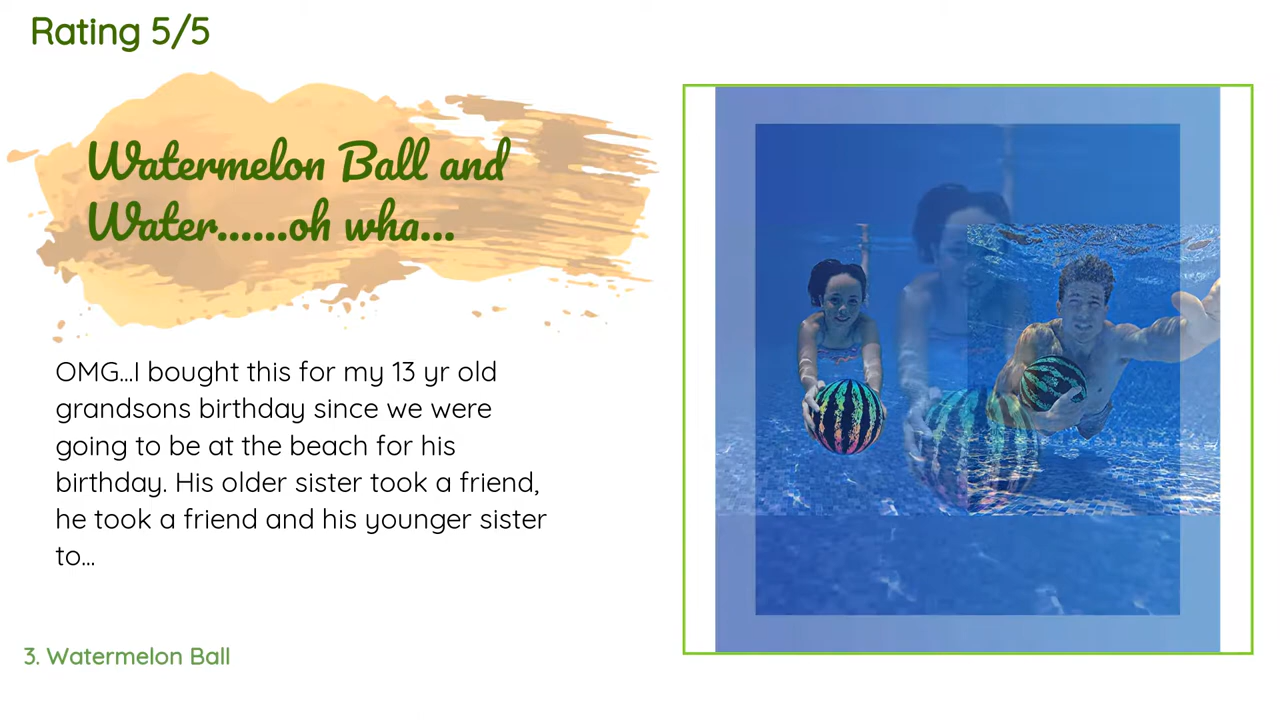 Rating 5/5
Watermelon Ball and
Water......oh wha...
OMG...I bought this for my 13 yr old
grandsons birthday since we were
going to be at the beach for his
birthday. His older sister took a friend,
he took a friend and his younger sister
to...
3. Watermelon Ball